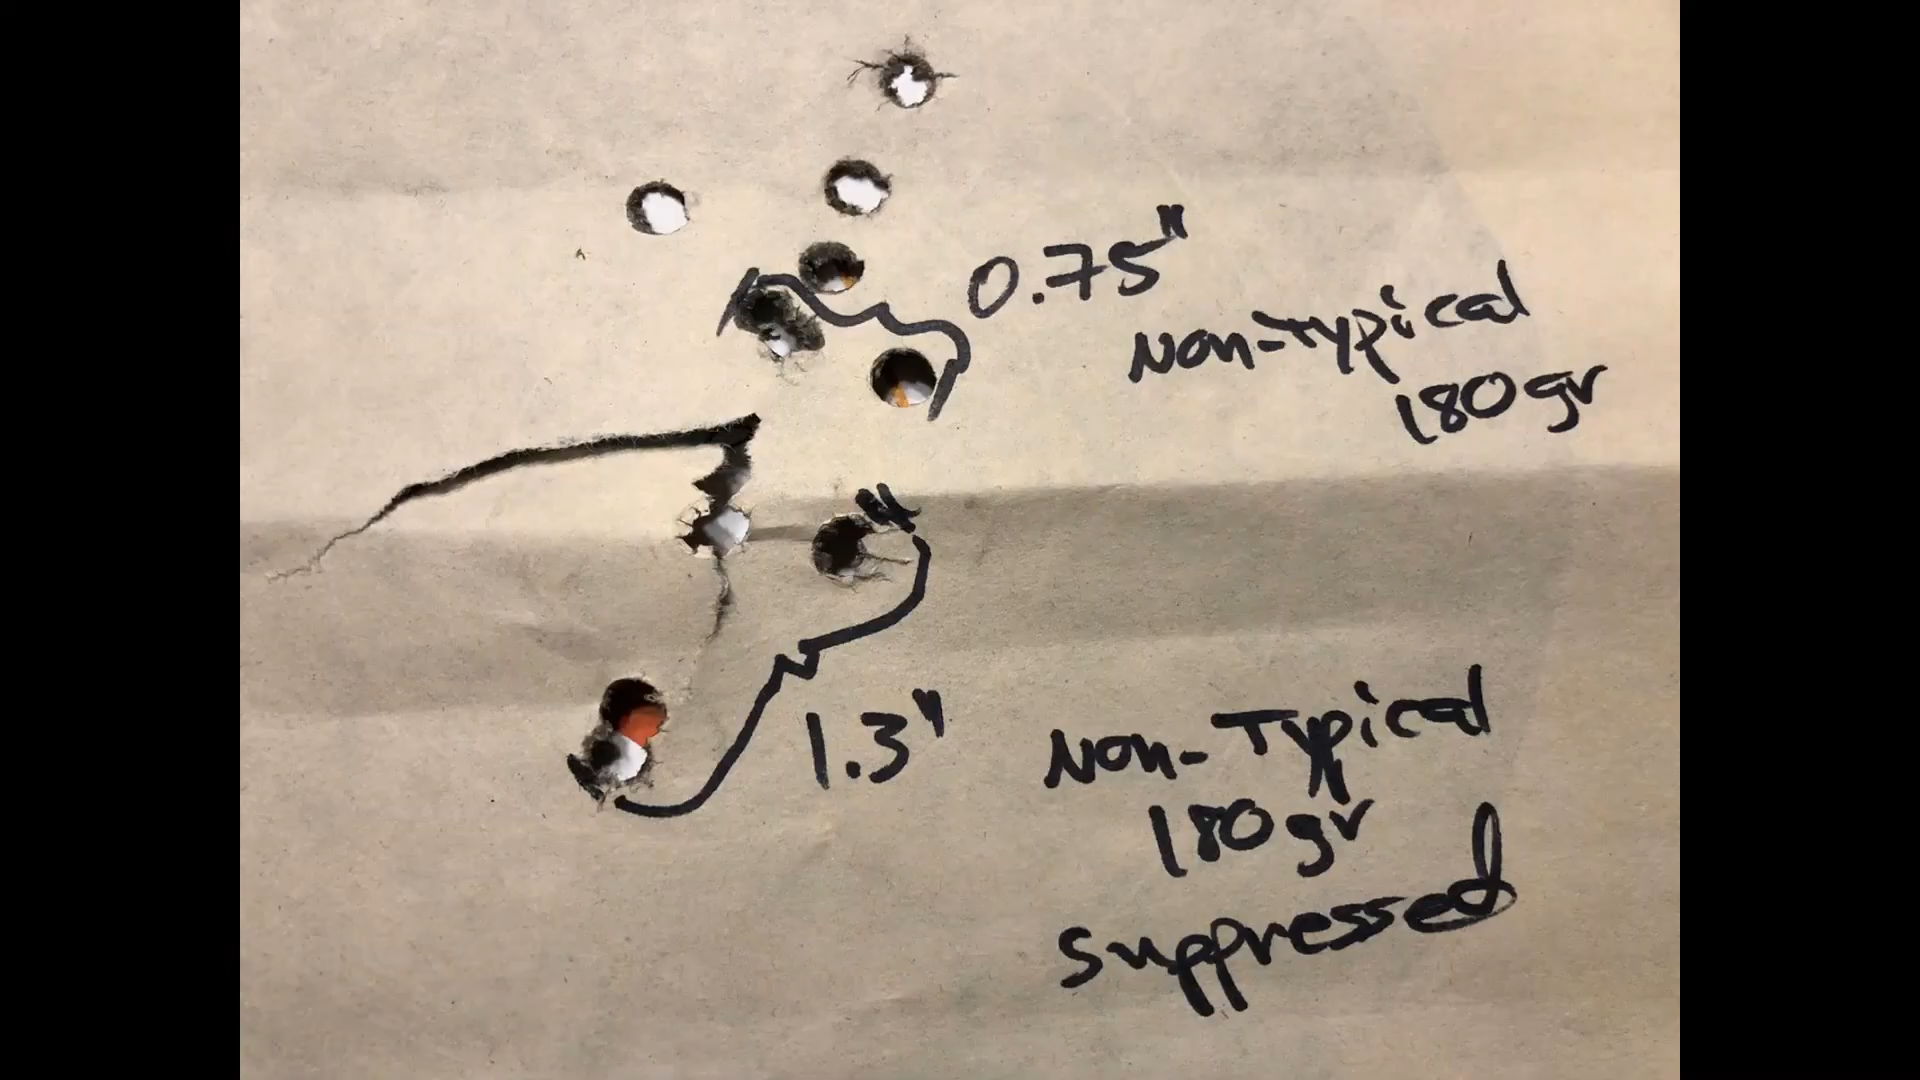 0.75"
Non-Typical
180gr
1.3"
Non-Typical
180gr
Suppressed